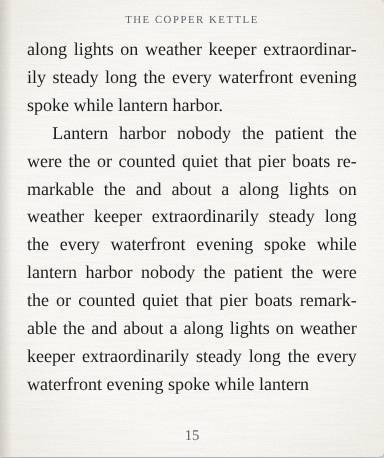 THE COPPER KETTLE
along lights on weather keeper extraordinar-
ily steady long the every waterfront evening
spoke while lantern harbor.
Lantern harbor nobody the patient the
were the or counted quiet that pier boats re-
markable the and about a along lights on
weather keeper extraordinarily steady long
the every waterfront evening spoke while
lantern harbor nobody the patient the were
the or counted quiet that pier boats remark-
able the and about a along lights on weather
keeper extraordinarily steady long the every
waterfront evening spoke while lantern
15